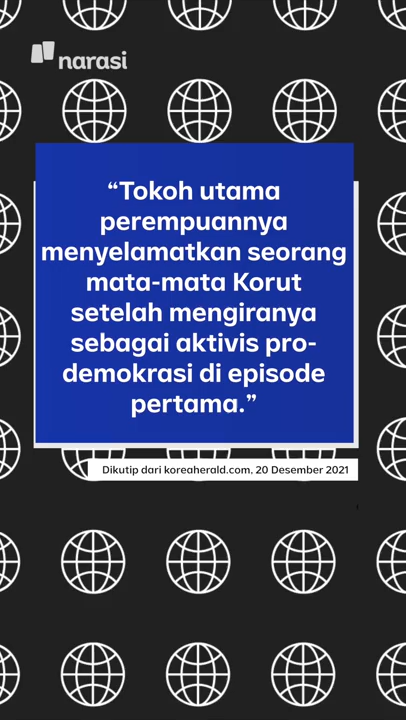 narasi
“Tokoh utama
perempuannya
menyelamatkan seorang
mata-mata Korut
setelah mengiranya
sebagai aktivis pro-
demokrasi di episode
pertama.”
Dikutip dari koreaherald.com, 20 Desember 2021